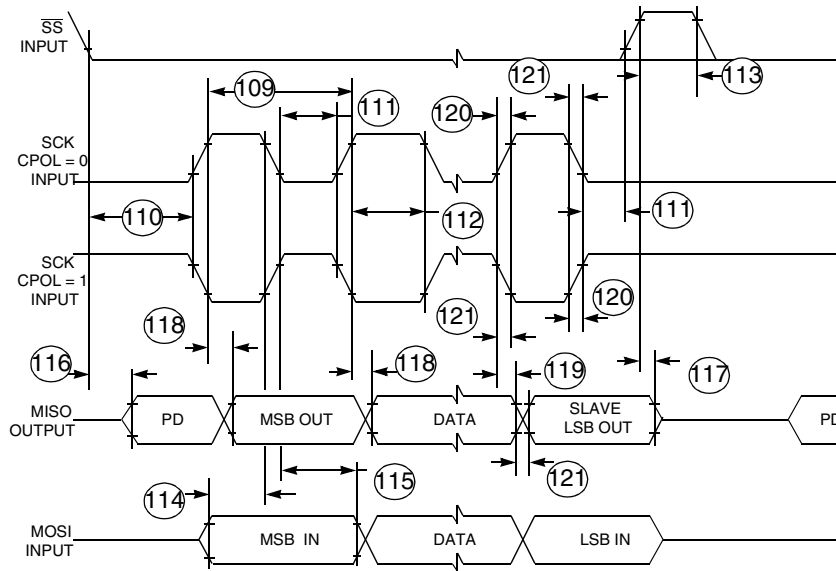 SS
INPUT
121
113
109
111
120
SCK
CPOL = 0
INPUT
110
112
111
SCK
CPOL = 1
INPUT
118
121
120
116
118
119
117
MISO
OUTPUT
PD
MSB OUT
DATA
SLAVE
LSB OUT
PD
114
115
121
MOSI
INPUT
MSB IN
DATA
LSB IN